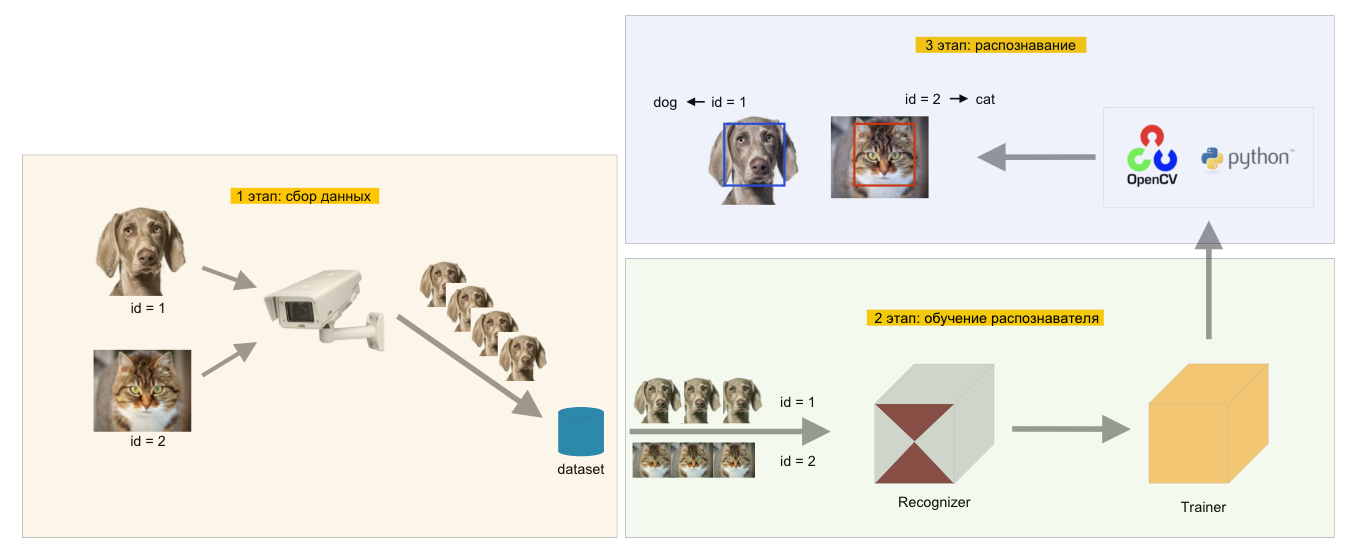 1 этап: сбор данных
id = 1
id = 2
dataset
2 этап: обучение распознавателя
id = 1
id = 2
Recognizer
Trainer
3 этап: распознавание
dog
id = 1
id = 2
cat
OpenCV
python™